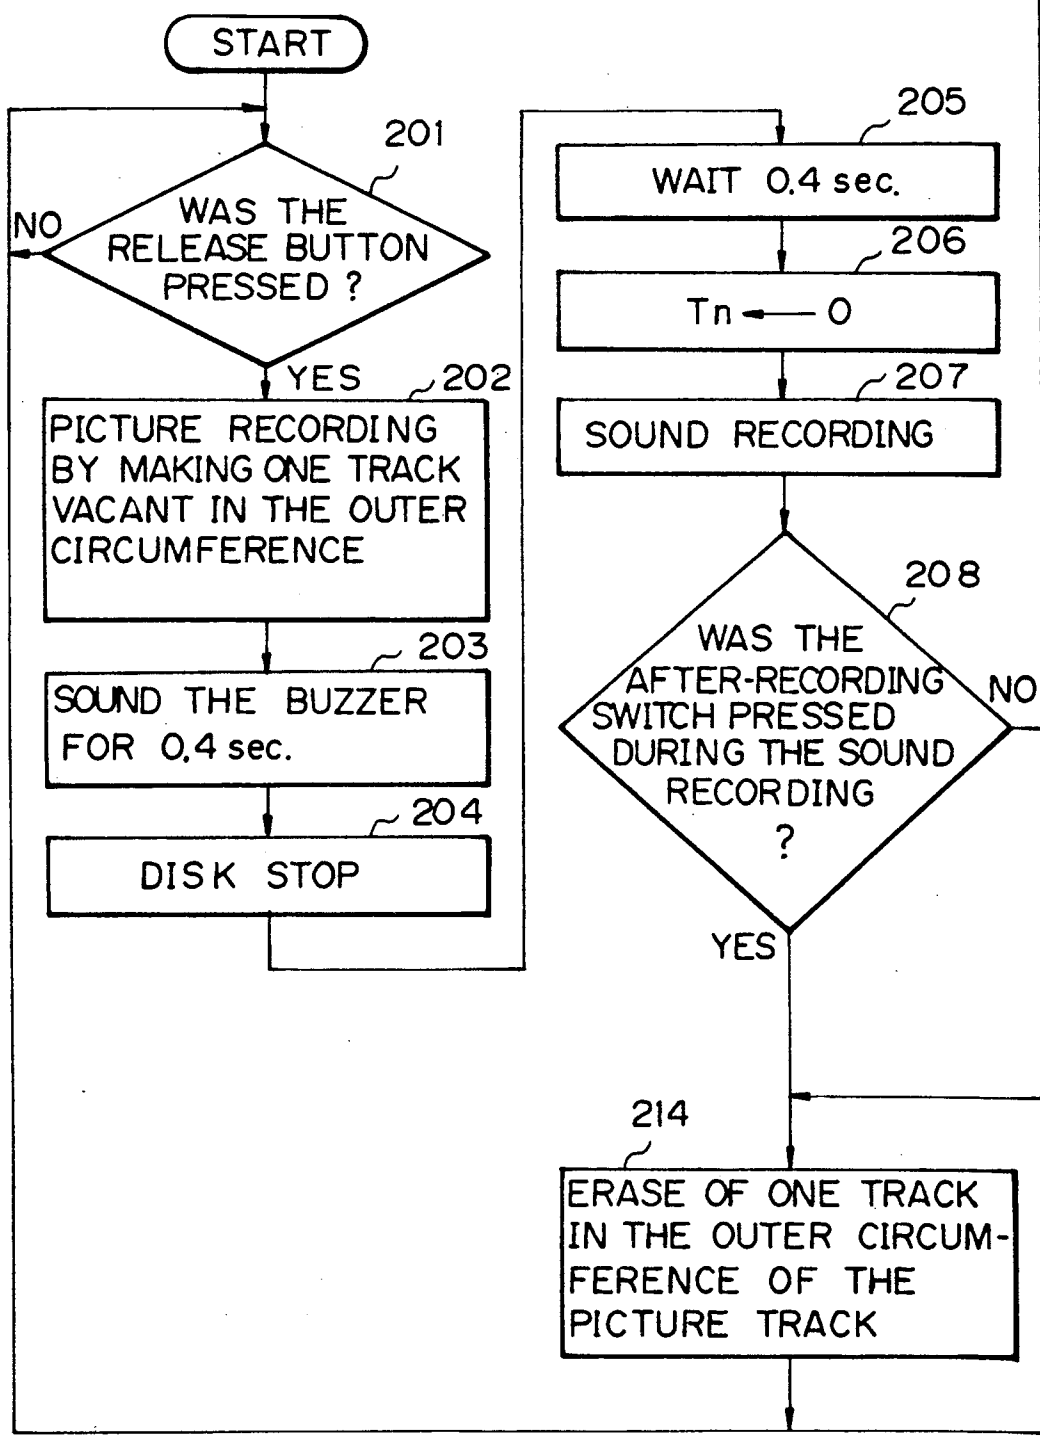 START
201
WAS THE
RELEASE BUTTON
PRESSED ?
NO
YES
202
PICTURE RECORDING
BY MAKING ONE TRACK
VACANT IN THE OUTER
CIRCUMFERENCE
203
SOUND THE BUZZER
FOR 0.4 sec.
204
DISK STOP
205
WAIT 0.4 sec.
206
Tn ← 0
207
SOUND RECORDING
208
WAS THE
AFTER-RECORDING
SWITCH PRESSED
DURING THE SOUND
RECORDING
?
NO
YES
214
ERASE OF ONE TRACK
IN THE OUTER CIRCUM-
FERENCE OF THE
PICTURE TRACK